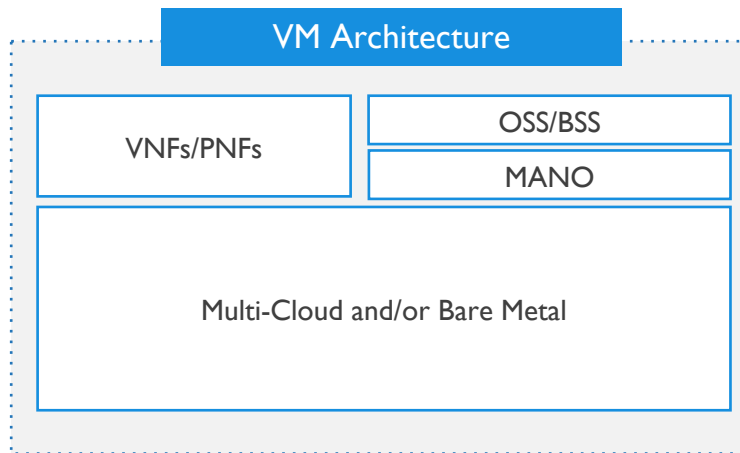 VM Architecture
VNFs/PNFs
OSS/BSS
MANO
Multi-Cloud and/or Bare Metal